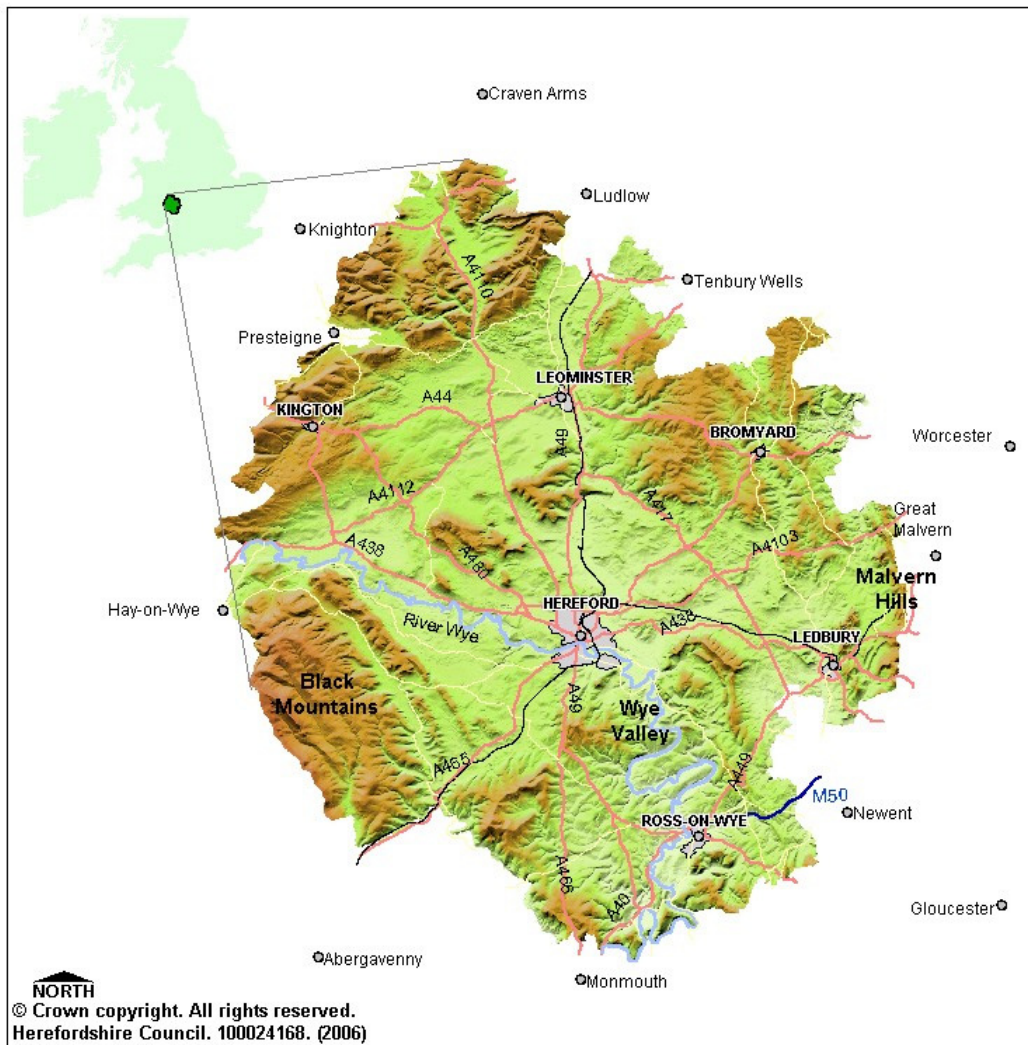 Craven Arms
Ludlow
Knighton
A4110
Tenbury Wells
Presteigne
LEOMINSTER
KINGTON
A44
BROMYARD
Worcester
A49
A4112
A417
Great
Malvern
A4103
A438
A480
Malvern
Hills
Hay-on-Wye
HEREFORD
River Wye
A438
LEDBURY
Black
Mountains
A49
Wye
Valley
A465
A449
M50
ROSS-ON-WYE
Newent
A466
A40
Gloucester
Abergavenny
Monmouth
NORTH
© Crown copyright. All rights reserved.
Herefordshire Council. 100024168. (2006)